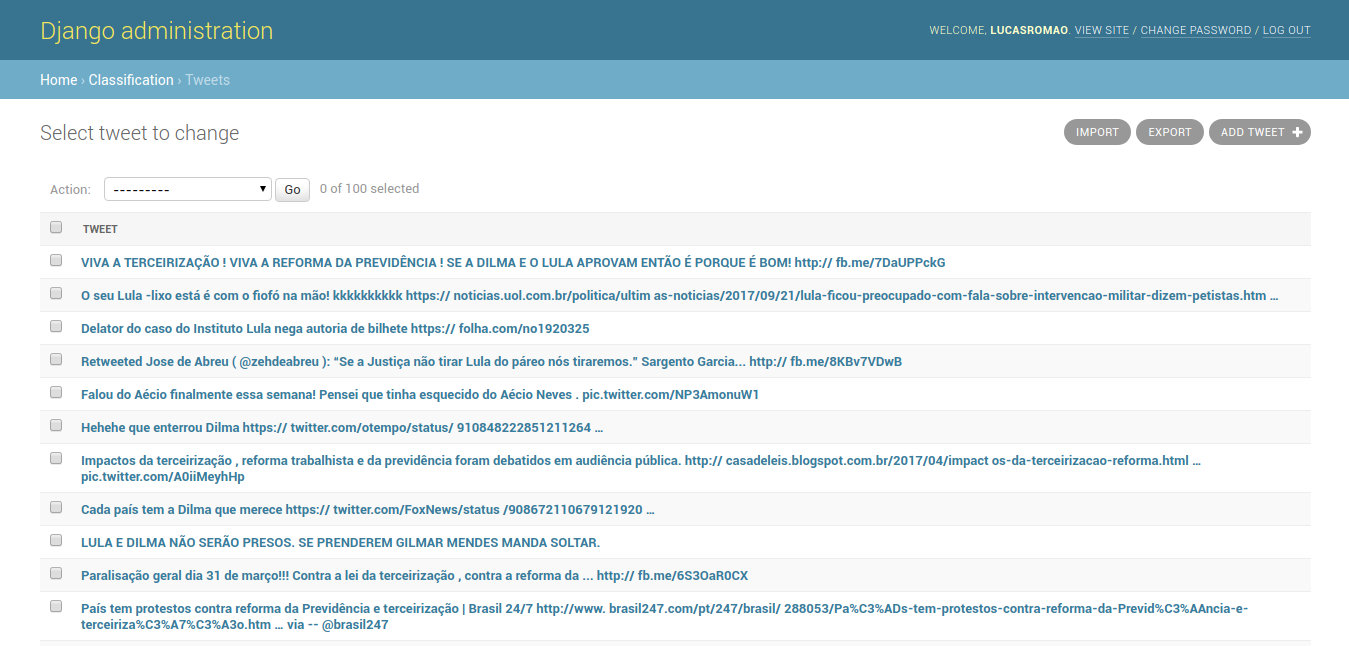 Django administration
WELCOME, LUCASROMAO. VIEW SITE / CHANGE PASSWORD / LOG OUT
Home › Classification › Tweets
Select tweet to change
IMPORT
EXPORT
ADD TWEET +
Action: --------- Go 0 of 100 selected
TWEET
VIVA A TERCEIRIZAÇÃO ! VIVA A REFORMA DA PREVIDÊNCIA ! SE A DILMA E O LULA APROVAM ENTÃO É PORQUE É BOM! http:// fb.me/7DaUPPckG
O seu Lula -lixo está é com o fiofó na mão! kkkkkkkkkk https:// noticias.uol.com.br/politica/ultim as-noticias/2017/09/21/lula-ficou-preocupado-com-fala-sobre-intervencao-militar-dizem-petistas.htm …
Delator do caso do Instituto Lula nega autoria de bilhete https:// folha.com/no1920325
Retweeted Jose de Abreu ( @zehdeabreu ): "Se a Justiça não tirar Lula do páreo nós tiraremos." Sargento Garcia... http:// fb.me/8KBv7VDwB
Falou do Aécio finalmente essa semana! Pensei que tinha esquecido do Aécio Neves . pic.twitter.com/NP3AmonuW1
Hehehe que enterrou Dilma https:// twitter.com/otempo/status/ 910848222851211264 …
Impactos da terceirização , reforma trabalhista e da previdência foram debatidos em audiência pública. http:// casadeleis.blogspot.com.br/2017/04/impact os-da-terceirizacao-reforma.html …
pic.twitter.com/A0iiMeyhHp
Cada país tem a Dilma que merece https:// twitter.com/FoxNews/status /908672110679121920 …
LULA E DILMA NÃO SERÃO PRESOS. SE PRENDEREM GILMAR MENDES MANDA SOLTAR.
Paralisação geral dia 31 de março!!! Contra a lei da terceirização , contra a reforma da ... http:// fb.me/6S3OaR0CX
País tem protestos contra reforma da Previdência e terceirização | Brasil 24/7 http://www. brasil247.com/pt/247/brasil/ 288053/Pa%C3%ADs-tem-protestos-contra-reforma-da-Previd%C3%AAncia-e-
terceiriza%C3%A7%C3%A3o.htm … via -- @brasil247